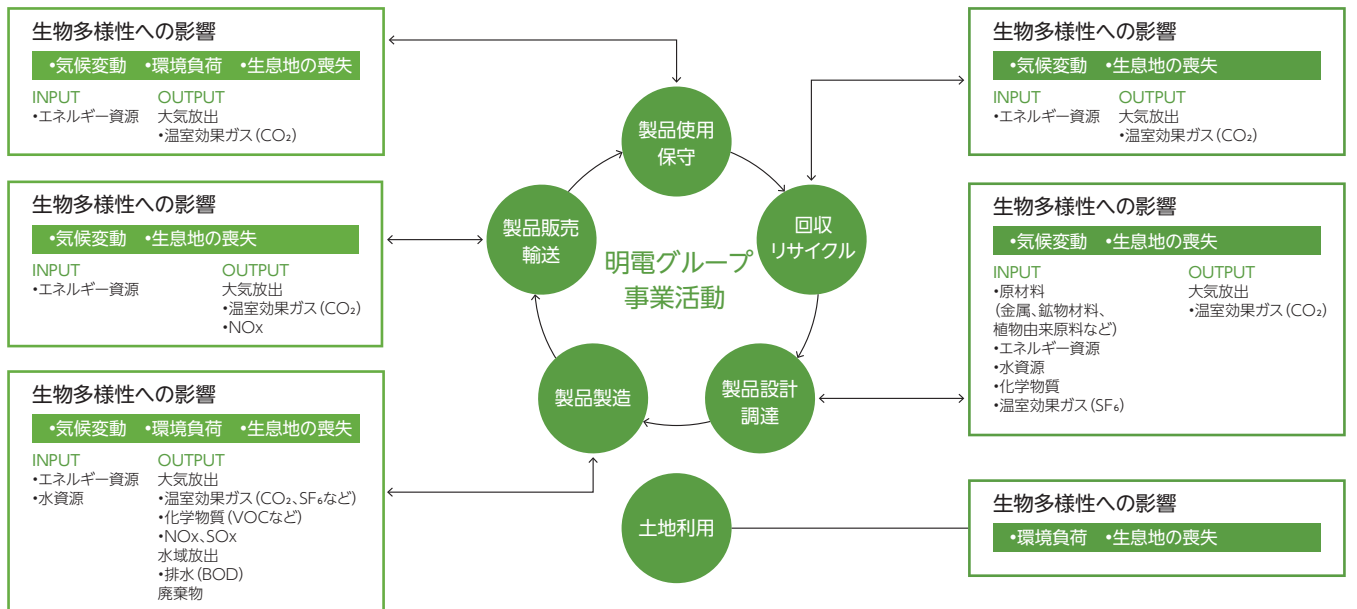 生物多様性への影響
•気候変動 •環境負荷 •生息地の喪失
INPUT
•エネルギー資源
OUTPUT
大気放出
•温室効果ガス(CO₂)
生物多様性への影響
•気候変動 •生息地の喪失
INPUT
•エネルギー資源
OUTPUT
大気放出
•温室効果ガス(CO₂)
•NOx
生物多様性への影響
•気候変動 •環境負荷 •生息地の喪失
INPUT
•エネルギー資源
•水資源
OUTPUT
大気放出
•温室効果ガス(CO₂、SF₆など)
•化学物質(VOCなど)
•NOx、SOx
水域放出
•排水(BOD)
廃棄物
製品使用
保守
製品販売
輸送
回収
リサイクル
明電グループ
事業活動
製品製造
製品設計
調達
土地利用
生物多様性への影響
•気候変動 •生息地の喪失
INPUT
•エネルギー資源
OUTPUT
大気放出
•温室効果ガス(CO₂)
生物多様性への影響
•気候変動 •生息地の喪失
INPUT
•原材料
(金属、鉱物材料、
植物由来原料など)
•エネルギー資源
•水資源
•化学物質
•温室効果ガス(SF₆)
OUTPUT
大気放出
•温室効果ガス(CO₂)
生物多様性への影響
•環境負荷 •生息地の喪失